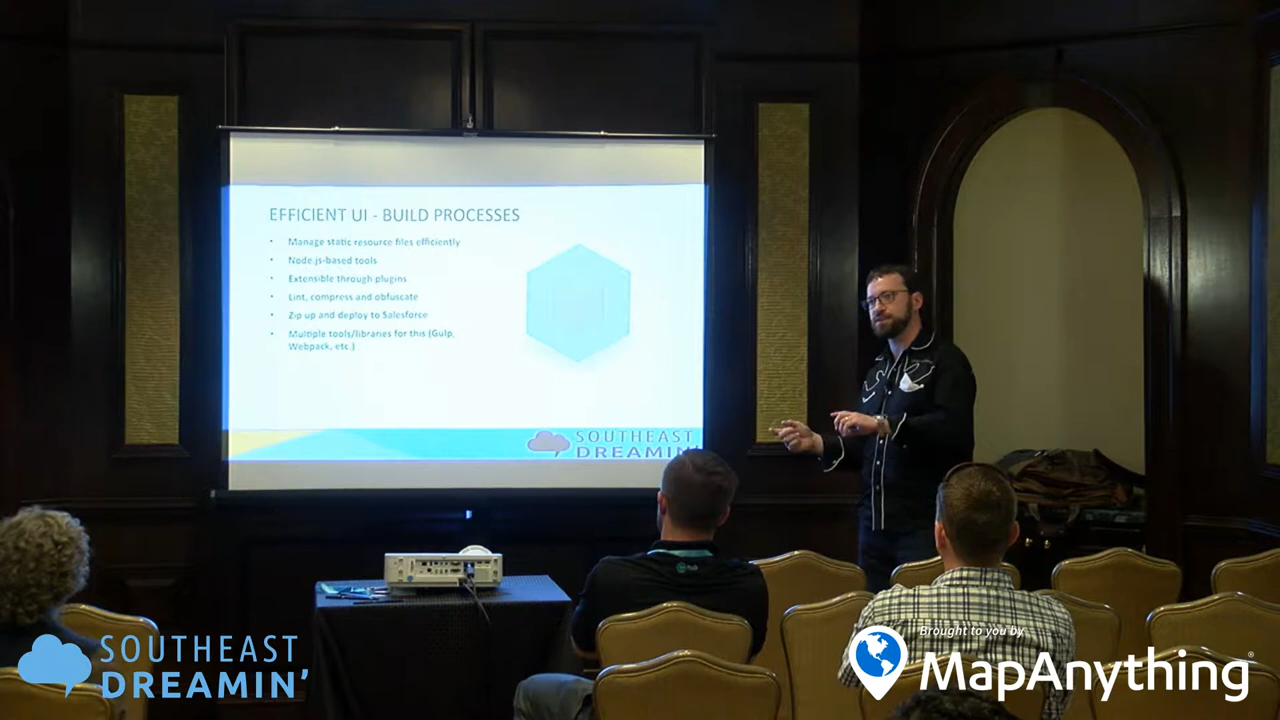 EFFICIENT UI - BUILD PROCESSES
• Manage static resource files efficiently
• Node.js-based tools
• Extensible through plugins
• Lint, compress and obfuscate
• Zip up and deploy to Salesforce
• Multiple tools/libraries for this (Gulp,
Webpack, etc.)
SOUTHEAST
DREAMIN'
SOUTHEAST
DREAMIN'
Brought to you by
MapAnything®